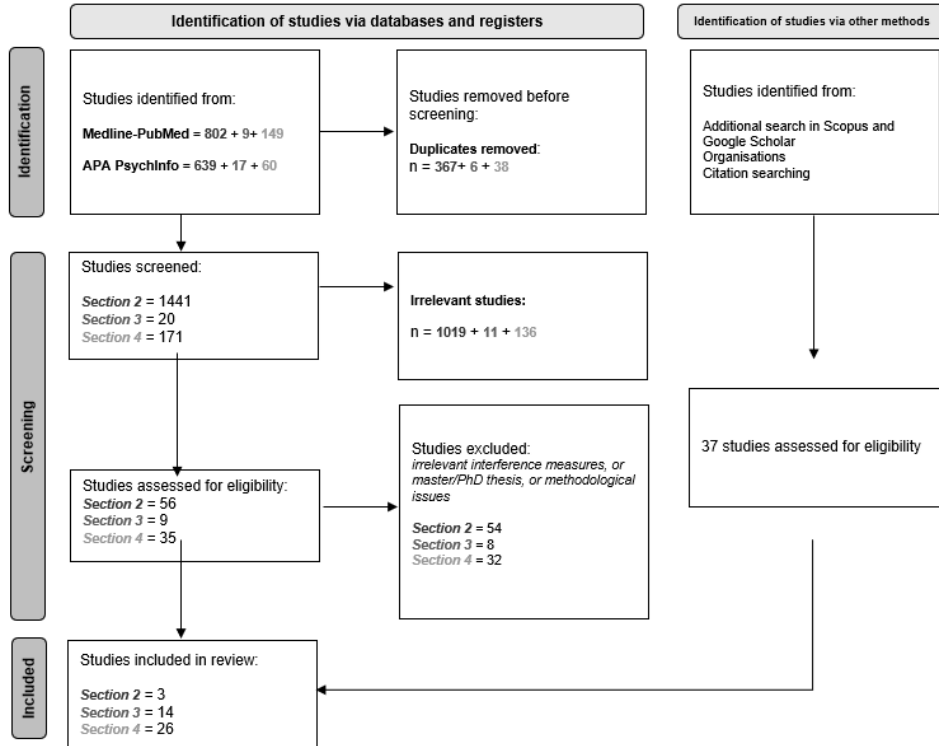 Identification of studies via databases and registers
Identification of studies via other methods
Identification
Studies identified from:
Medline-PubMed = 802 + 9+ 149
APA PsychInfo = 639 + 17 + 60
Studies removed before
screening:
Duplicates removed:
n = 367+ 6 + 38
Studies identified from:
Additional search in Scopus and
Google Scholar
Organisations
Citation searching
Screening
Studies screened:
Section 2 = 1441
Section 3 = 20
Section 4 = 171
Irrelevant studies:
n = 1019 + 11 + 136
Studies assessed for eligibility:
Section 2 = 56
Section 3 = 9
Section 4 = 35
Studies excluded:
irrelevant interference measures, or
master/PhD thesis, or methodological
issues
Section 2 = 54
Section 3 = 8
Section 4 = 32
37 studies assessed for eligibility
Included
Studies included in review:
Section 2 = 3
Section 3 = 14
Section 4 = 26